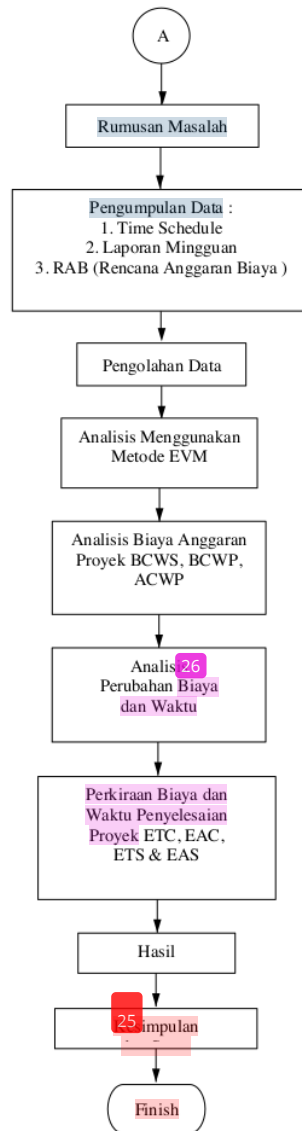 A
Rumusan Masalah
Pengumpulan Data :
1. Time Schedule
2. Laporan Mingguan
3. RAB (Rencana Anggaran Biaya )
Pengolahan Data
Analisis Menggunakan
Metode EVM
Analisis Biaya Anggaran
Proyek BCWS, BCWP,
ACWP
26
Perubahan Biaya
dan Waktu
Perkiraan Biaya dan
Waktu Penyelesaian
Proyek ETC, EAC,
ETS & EAS
Hasil
25
Kesimpulan
Finish